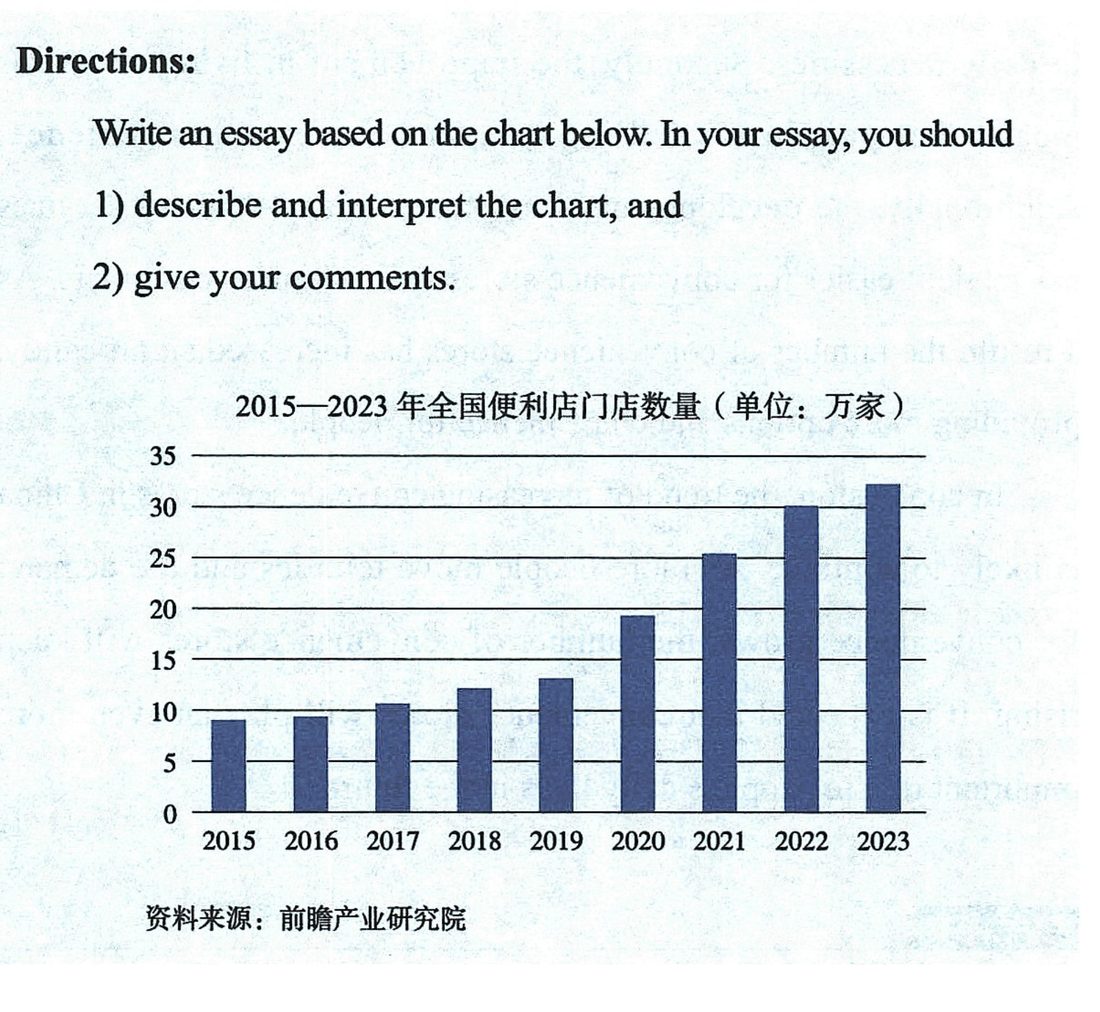 Directions:
Write an essay based on the chart below. In your essay, you should
1) describe and interpret the chart, and
2) give your comments.
2015—2023 年全国便利店门店数量（单位：万家）
35
30
25
20
15
10
5
0
2015 2016 2017 2018 2019 2020 2021 2022 2023
资料来源：前瞻产业研究院